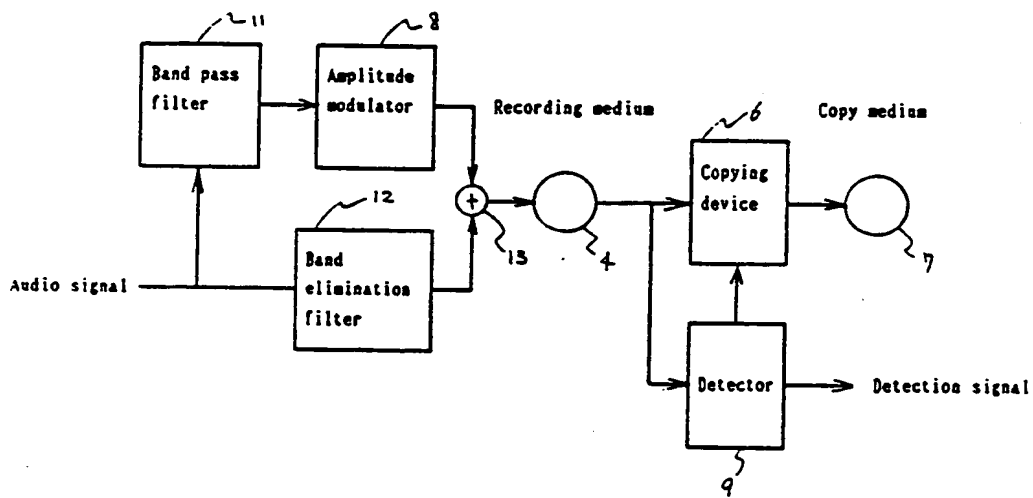 11
8
Band pass
filter
Amplitude
modulator
Recording medium
6
Copy medium
Copying
device
12
+
13
4
7
Audio signal
Band
elimination
filter
Detector
Detection signal
9